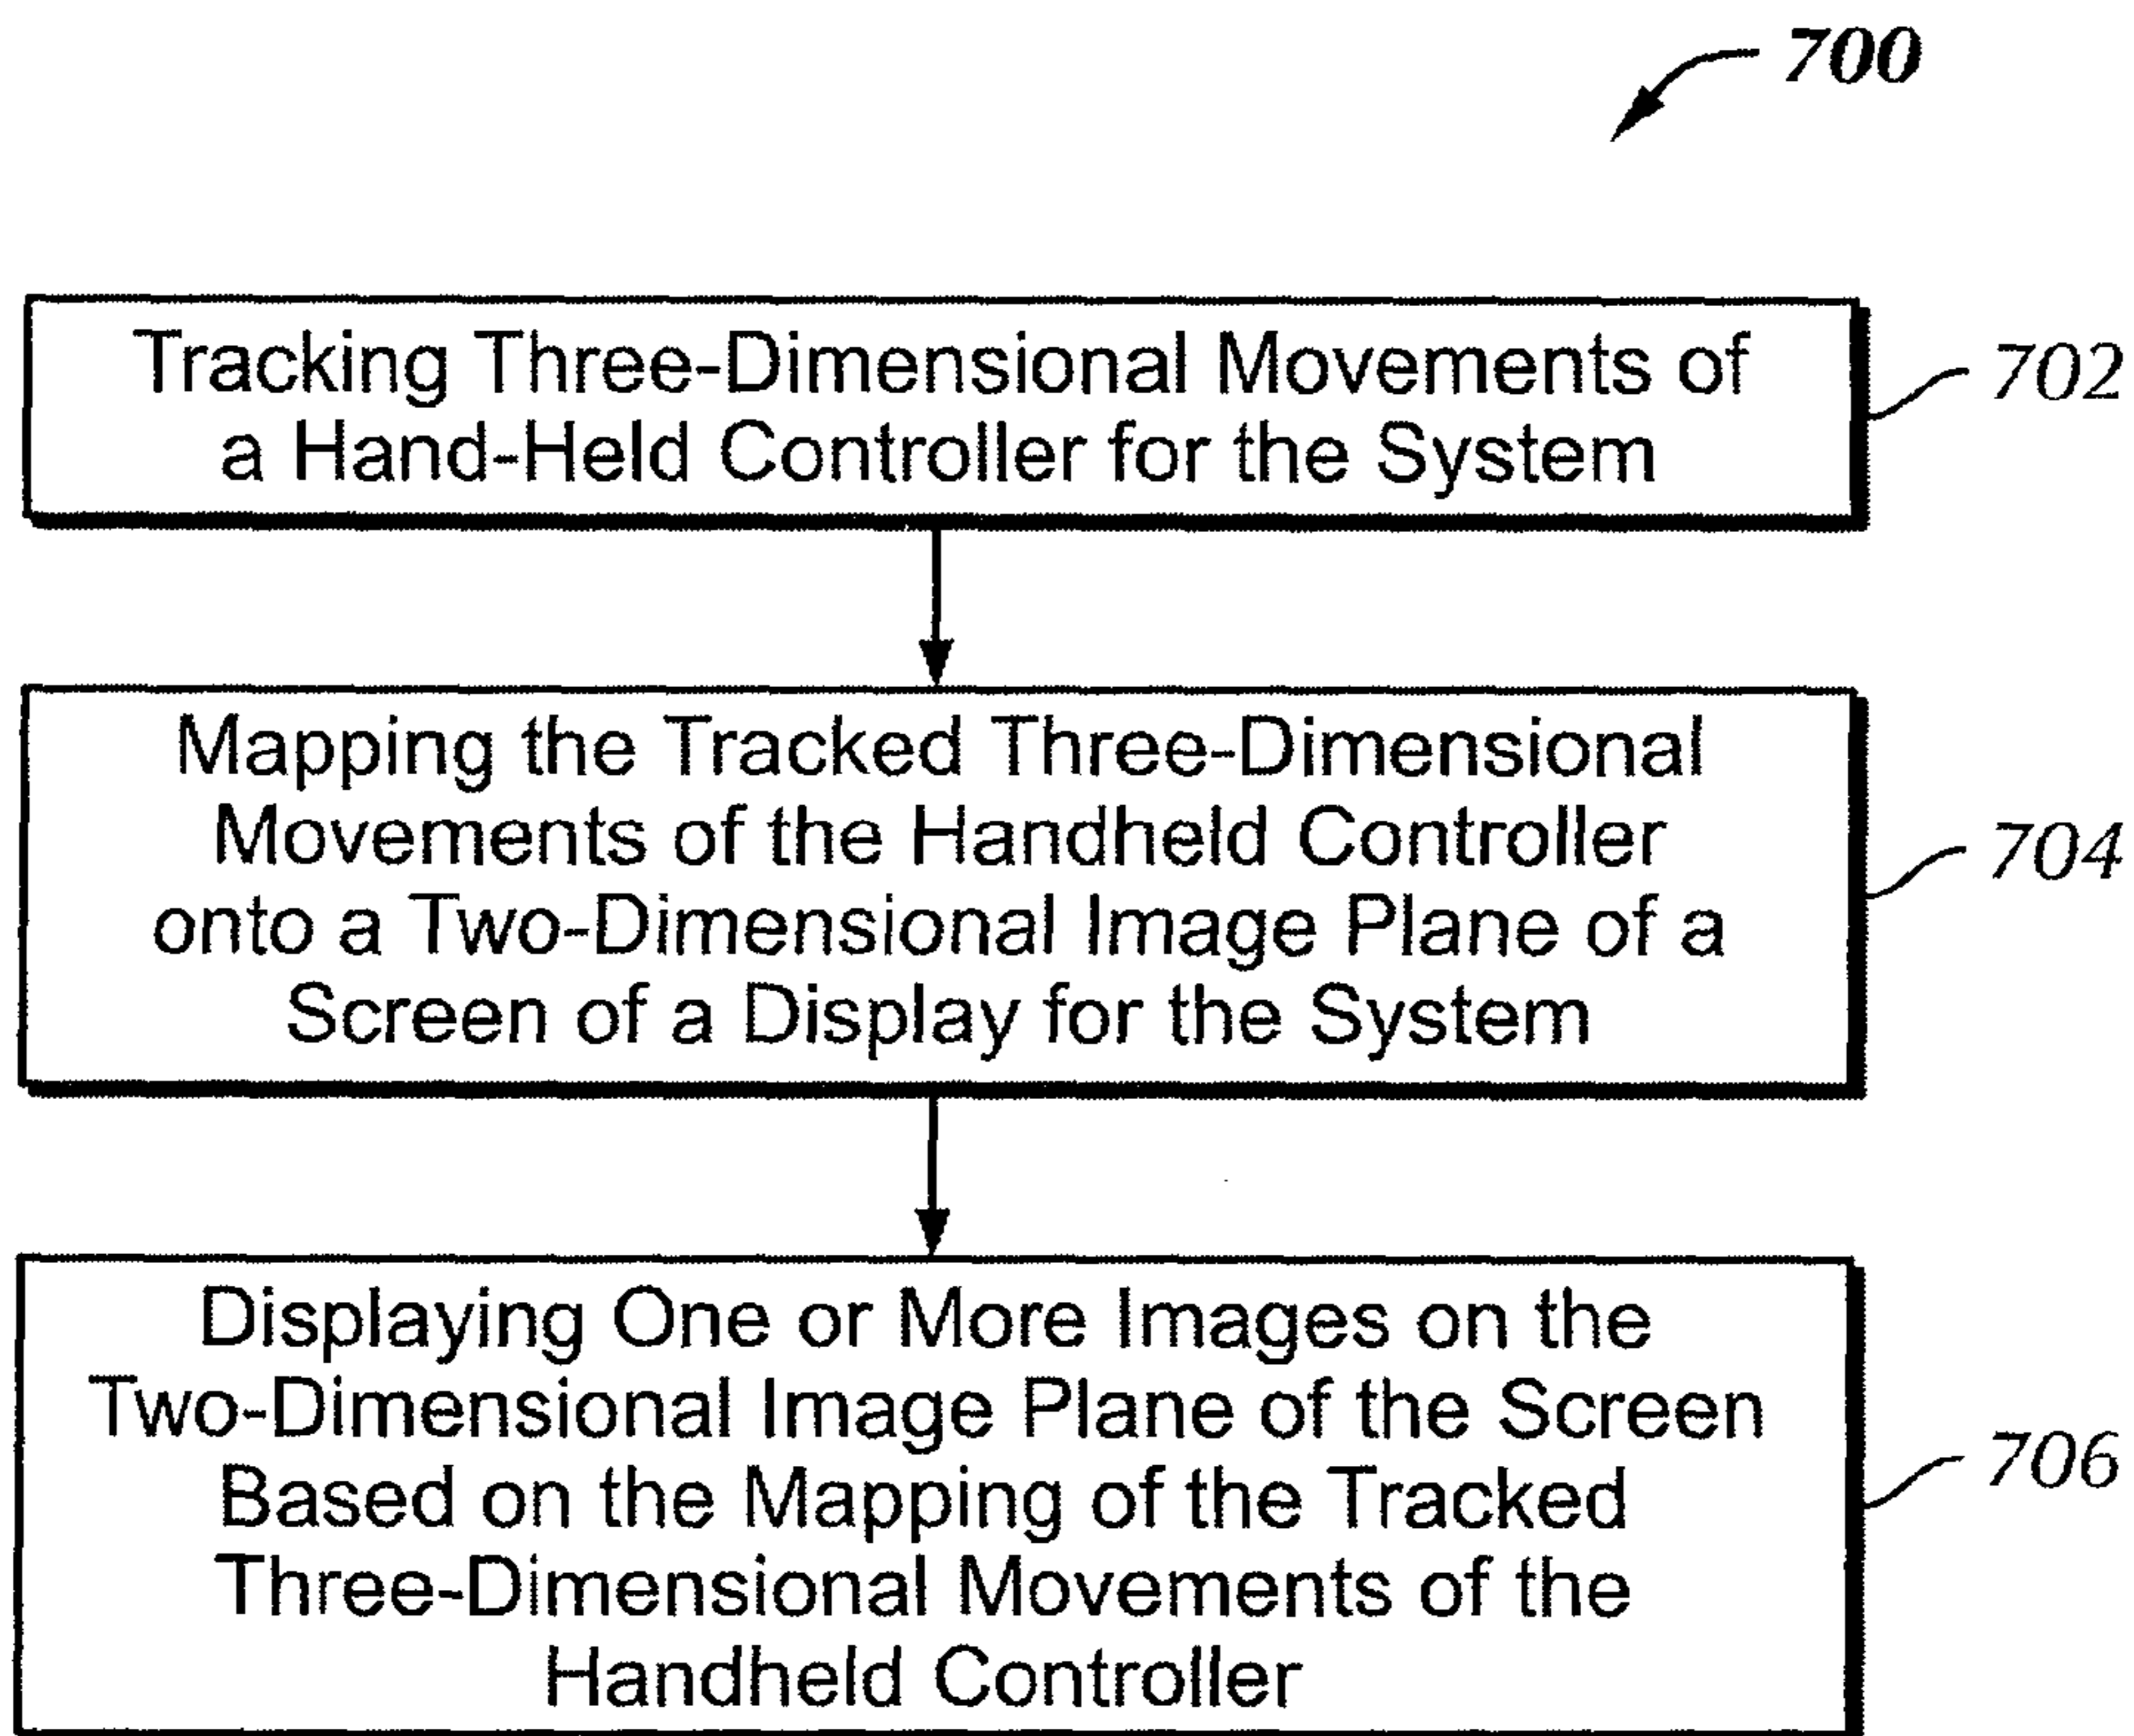 700
Tracking Three-Dimensional Movements of
a Hand-Held Controller for the System
702
Mapping the Tracked Three-Dimensional
Movements of the Handheld Controller
onto a Two-Dimensional Image Plane of a
Screen of a Display for the System
704
Displaying One or More Images on the
Two-Dimensional Image Plane of the Screen
Based on the Mapping of the Tracked
Three-Dimensional Movements of the
Handheld Controller
706